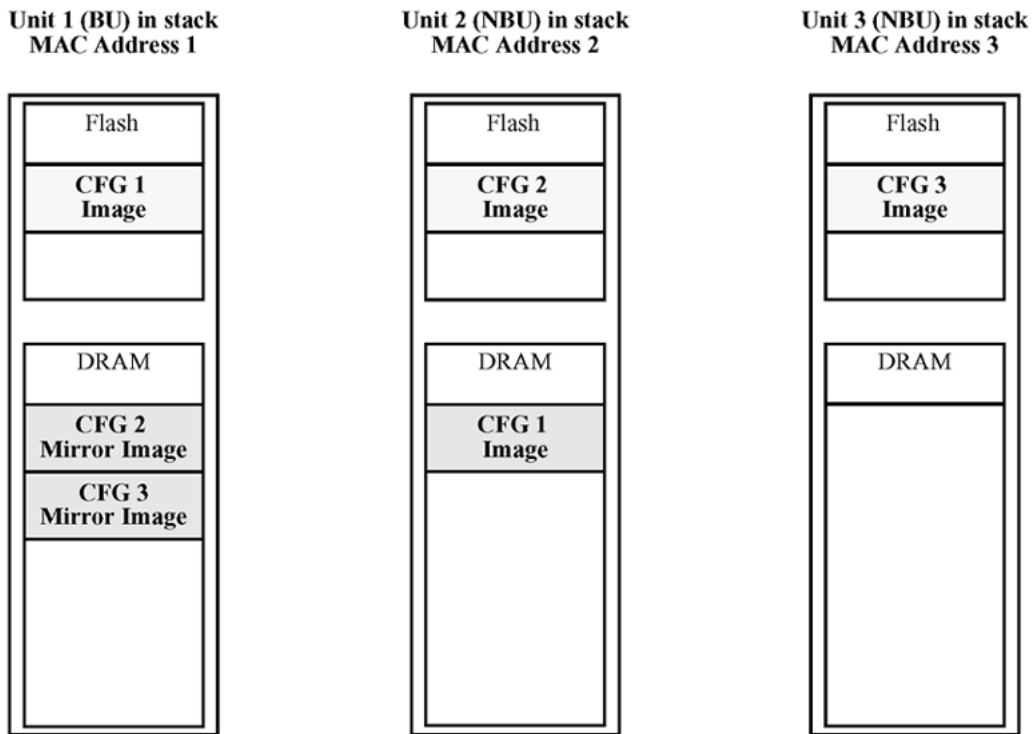 Unit 1 (BU) in stack
MAC Address 1
Unit 2 (NBU) in stack
MAC Address 2
Unit 3 (NBU) in stack
MAC Address 3
Flash
CFG 1
Image
DRAM
CFG 2
Mirror Image
CFG 3
Mirror Image
Flash
CFG 2
Image
DRAM
CFG 1
Image
Flash
CFG 3
Image
DRAM